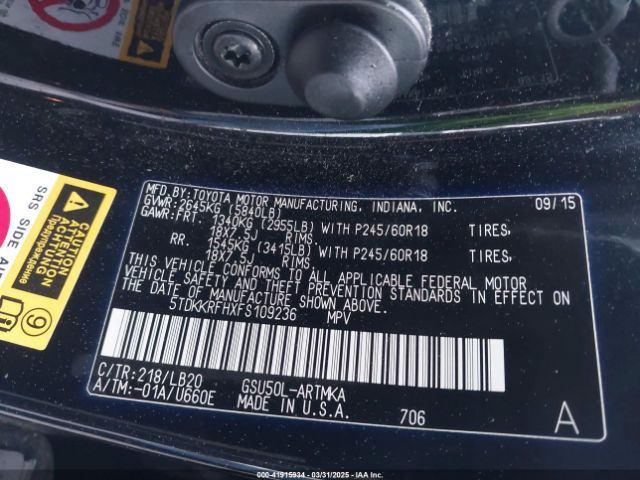 MFD.BY:TOYOTA MOTOR MANUFACTURING, INDIANA, INC. 09/15
GVWR:2645KG (5840LB)
GAWR:FRT. 1340KG (2955LB) WITH P245/60R18 TIRES,
18X7.5J RIMS,
RR. 1545KG (3415LB) WITH P245/60R18 TIRES,
18X7.5J RIMS
THIS VEHICLE CONFORMS TO ALL APPLICABLE FEDERAL MOTOR
VEHICLE SAFETY AND THEFT PREVENTION STANDARDS IN EFFECT ON
THE DATE OF MANUFACTURE SHOWN ABOVE.
5TDKKRFHXFS109236 MPV
C/TR:218/LB20 GSU50L-ARTMKA
A/TM:-01A/U660E MADE IN U.S.A. 706 A
SRS SIDE AI
ATTENTION
ACHTUNG
Предупреждение
9
000-41915934 - 03/31/2025 - IAAI